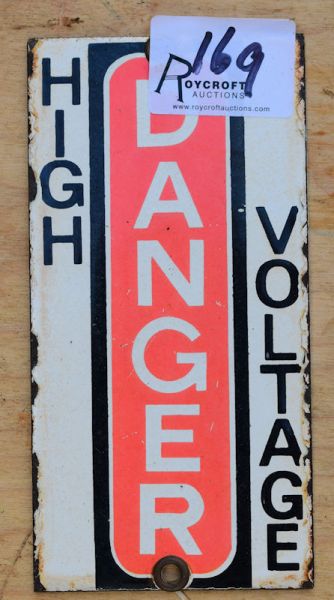 169
ROYCROFT
AUCTIONS
www.roycroftauctions.com
HIGH
DANGER
VOLTAGE